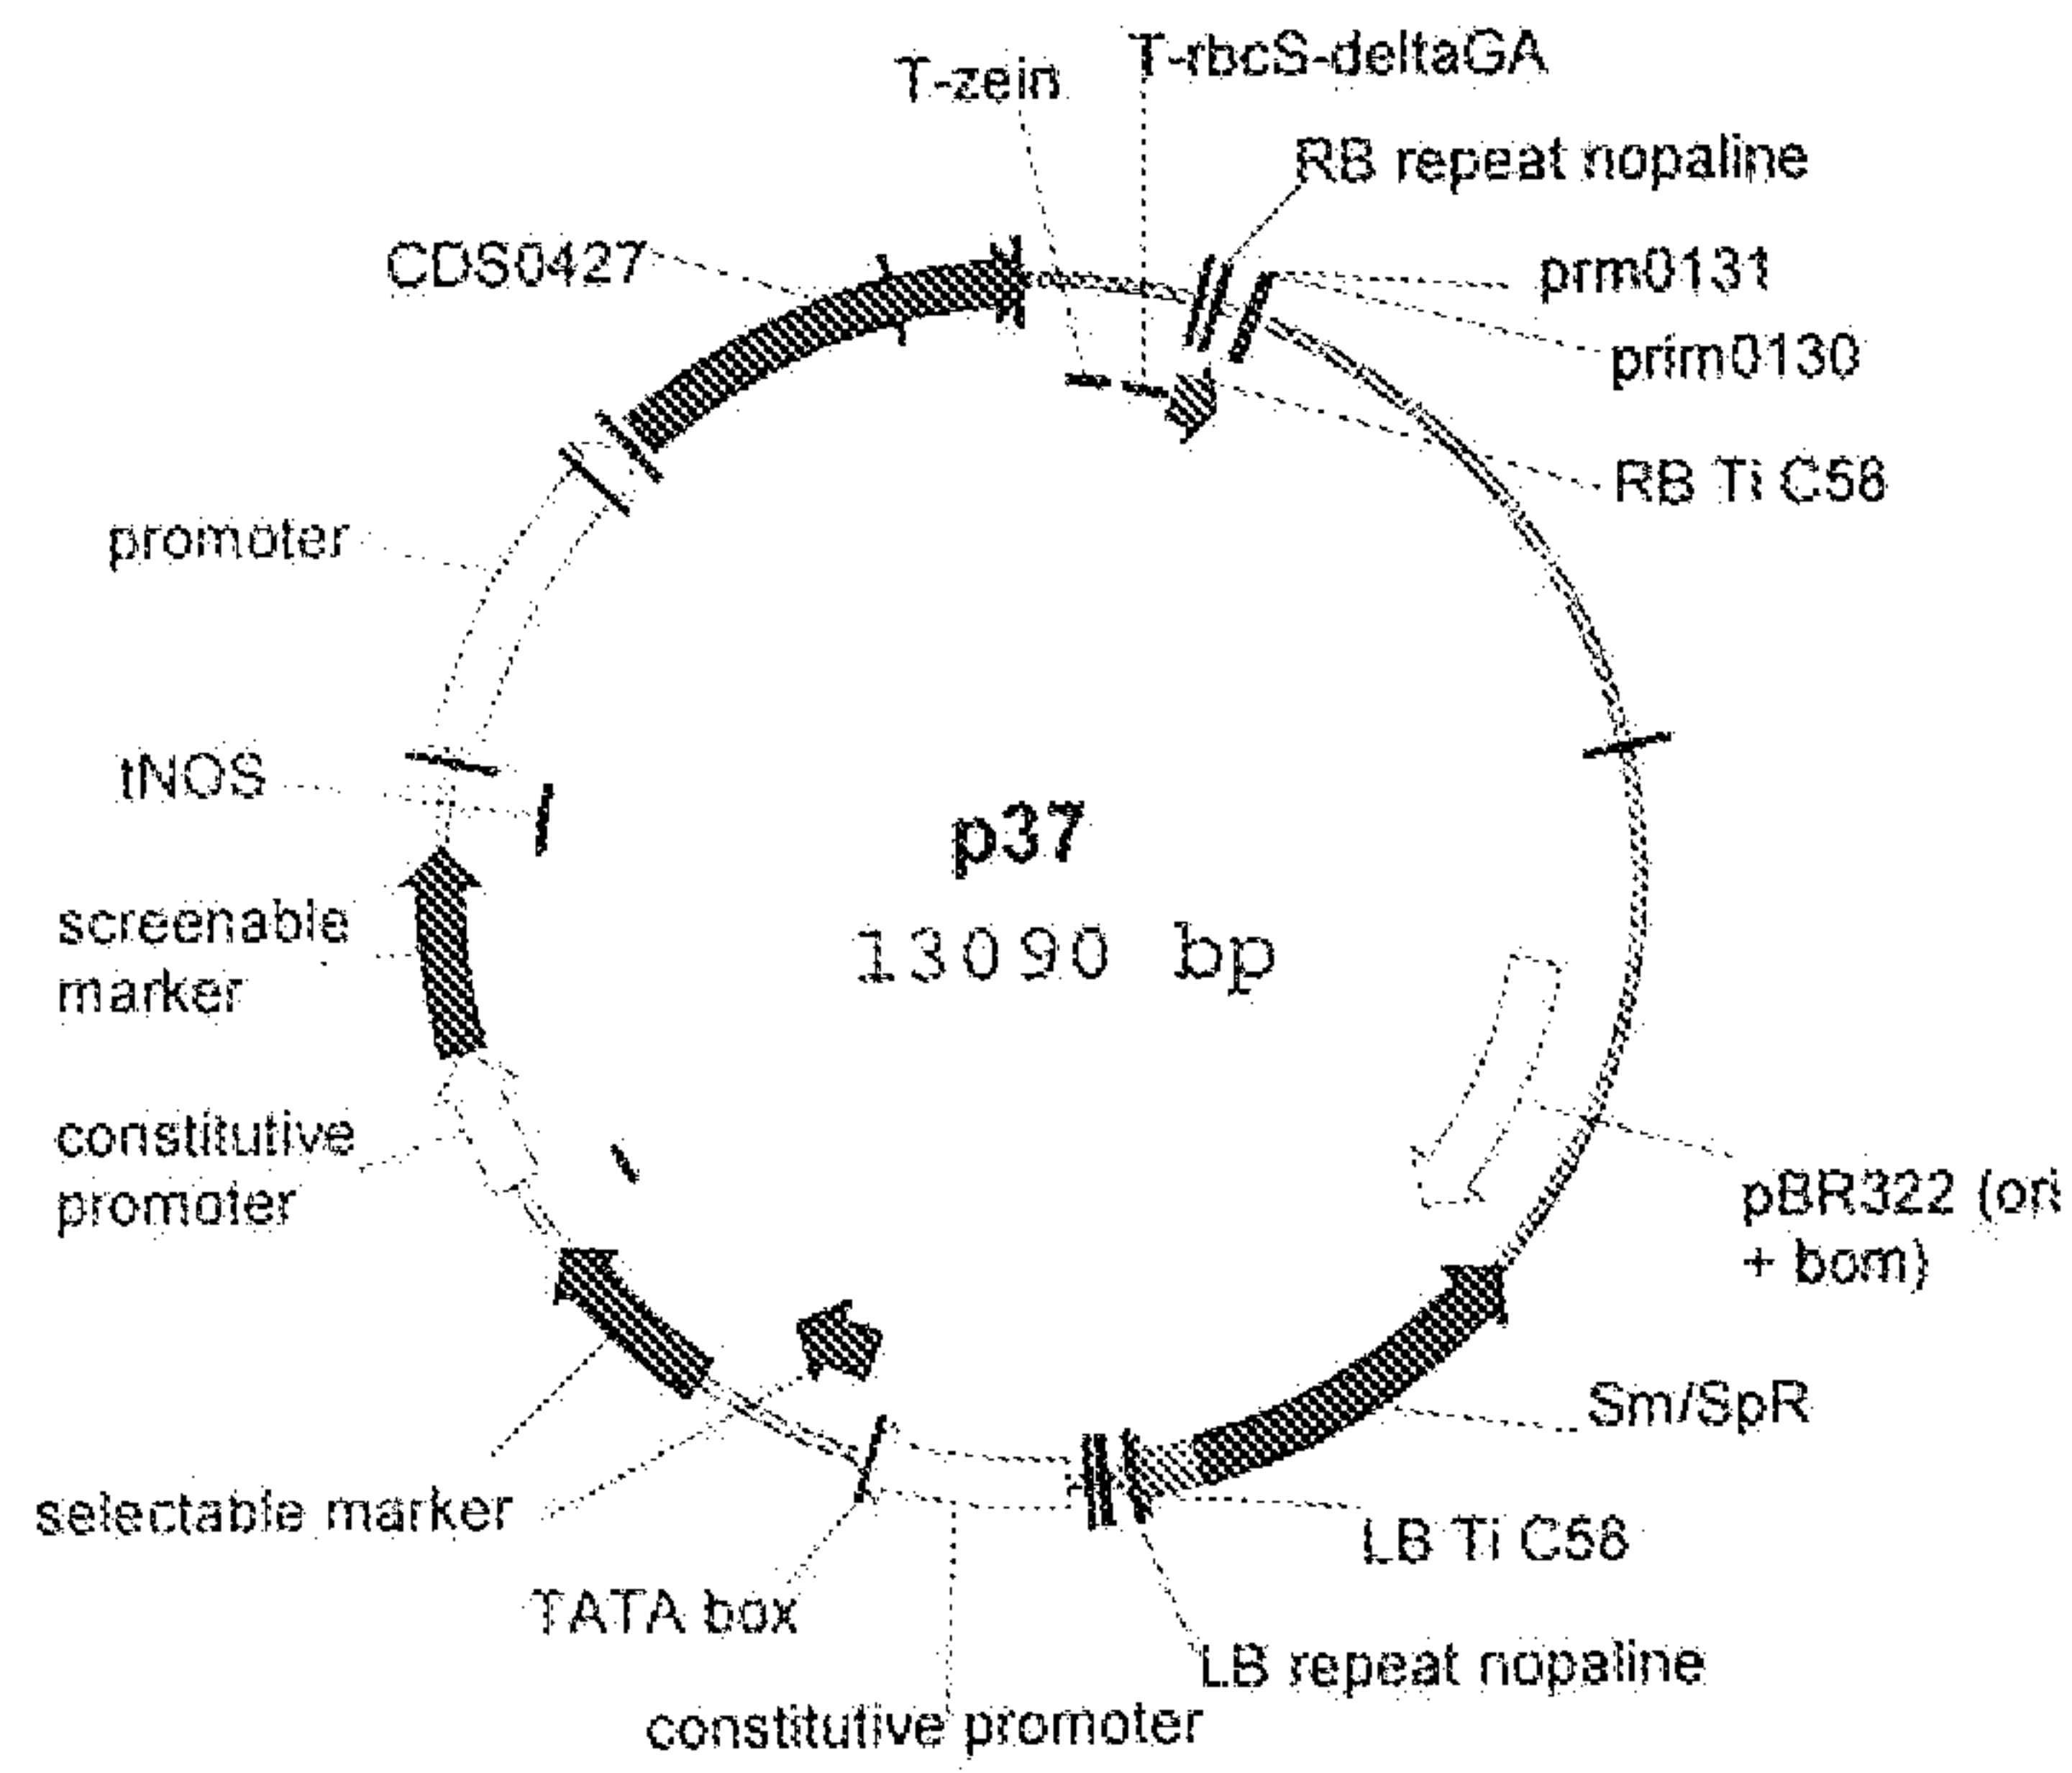 T-zein
T-rbcS-deltaGA
RB repeat nopaline
CDS0427
prm0131
prim0130
RB Ti C58
promoter
tNOS
p37
13090 bp
screenable
marker
constitutive
promoter
pBR322 (ori
+ bom)
Sm/SpR
selectable marker
LB Ti C58
TATA box
LB repeat nopaline
constitutive promoter